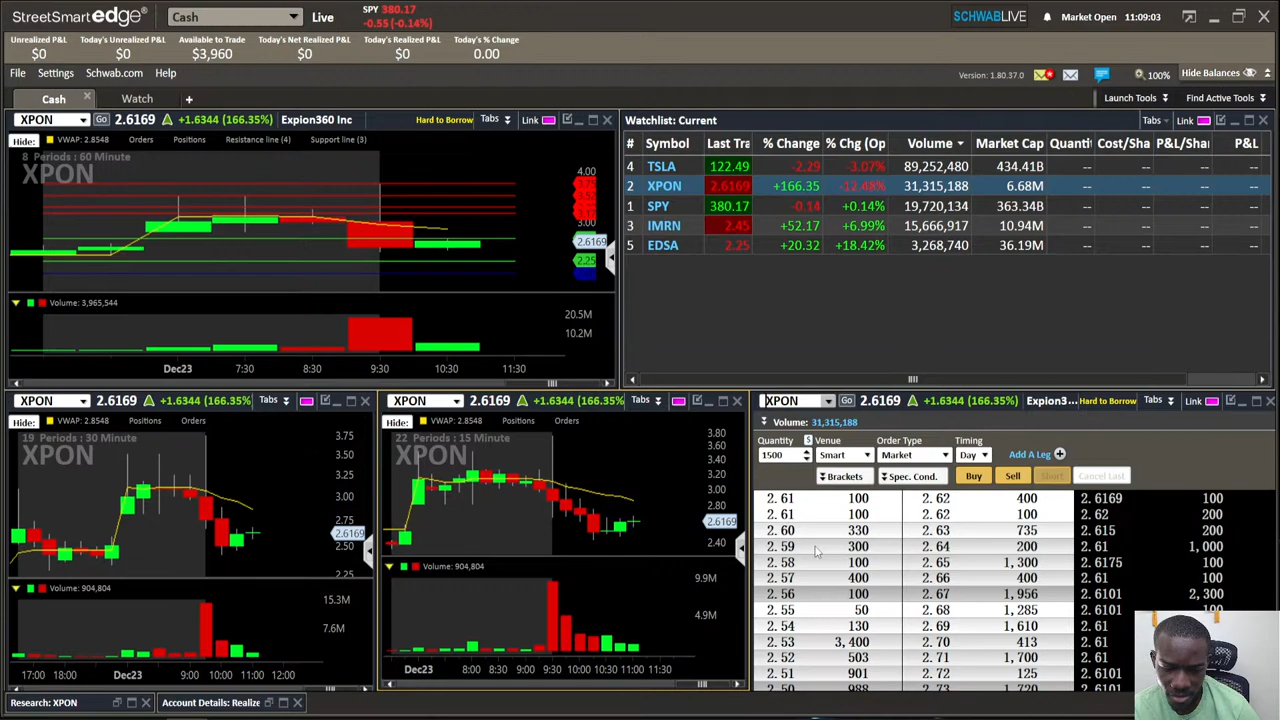 StreetSmart edge® Cash Live SPY 380.17 -0.55 (-0.14%) SCHWABLIVE Market Open 11:09:03
Unrealized P&L Today's Unrealized P&L Available to Trade Today's Net Realized P&L Today's Realized P&L Today's % Change
$0 $0 $3,960 $0 $0 0.00
File Settings Schwab.com Help Version: 1.80.37.0 100% Hide Balances
Cash Watch + Launch Tools Find Active Tools
XPON Go 2.6169 +1.6344 (166.35%) Expion360 Inc Hard to Borrow Tabs Link
Hide: VWAP: 2.8548 Orders Positions Resistance line (4) Support line (3)
8 Periods : 60 Minute
XPON
4.00
3.00
2.6169
2.25
Volume: 3,965,544
20.5M
10.2M
Dec23 7:30 8:30 9:30 10:30 11:30
Watchlist: Current Tabs Link
# Symbol Last Tra % Change % Chg (Op Volume Market Cap Quanti Cost/Sha P&L/Shar P&L
4 TSLA 122.49 -2.29 -3.07% 89,252,480 434.41B -- -- -- --
2 XPON 2.6169 +166.35 -12.48% 31,315,188 6.68M -- -- -- --
1 SPY 380.17 -0.14 +0.14% 19,720,134 363.34B -- -- -- --
3 IMRN 2.45 +52.17 +6.99% 15,666,917 10.94M -- -- -- --
5 EDSA 2.25 +20.32 +18.42% 3,268,740 36.19M -- -- -- --
XPON 2.6169 +1.6344 (166.35% Tabs
Hide: VWAP: 2.8548 Positions Orders
19 Periods : 30 Minute
XPON
3.75
3.50
3.25
3.00
2.75
2.6169
2.50
2.25
Volume: 904,804
15.3M
7.6M
17:00 18:00 Dec23 10:00 11:00 12:00
XPON Go 2.6169 +1.6344 (166.35% Tabs
Hide: VWAP: 2.8548 Positions Orders
22 Periods : 15 Minute
XPON
3.80
3.60
3.40
3.20
3.00
2.80
2.6169
2.40
Volume: 904,804
9.9M
4.9M
Dec23 8:00 8:30 9:00 9:30 10:00 10:30 11:00 11:30
XPON Go 2.6169 +1.6344 (166.35%) Expion3... Hard to Borrow Tabs Link
Volume: 31,315,188
Quantity $ Venue Order Type Timing
1500 Smart Market Day Add A Leg
Brackets Spec. Cond. Buy Sell Short Cancel Last
2.61 100 2.62 400 2.6169 100
2.61 100 2.62 100 2.62 200
2.60 330 2.63 735 2.615 200
2.59 300 2.64 200 2.61 1,000
2.58 100 2.65 1,300 2.6175 100
2.57 400 2.66 400 2.61 100
2.56 100 2.67 1,956 2.6101 2,300
2.55 50 2.68 1,285 2.6101 100
2.54 130 2.69 1,610 2.61
2.53 3,400 2.70 413 2.61
2.52 503 2.71 1,700 2.61
2.51 901 2.72 125 2.6101
2.50 988 2.73 1,720 2.6101
Research: XPON Account Details: Realize